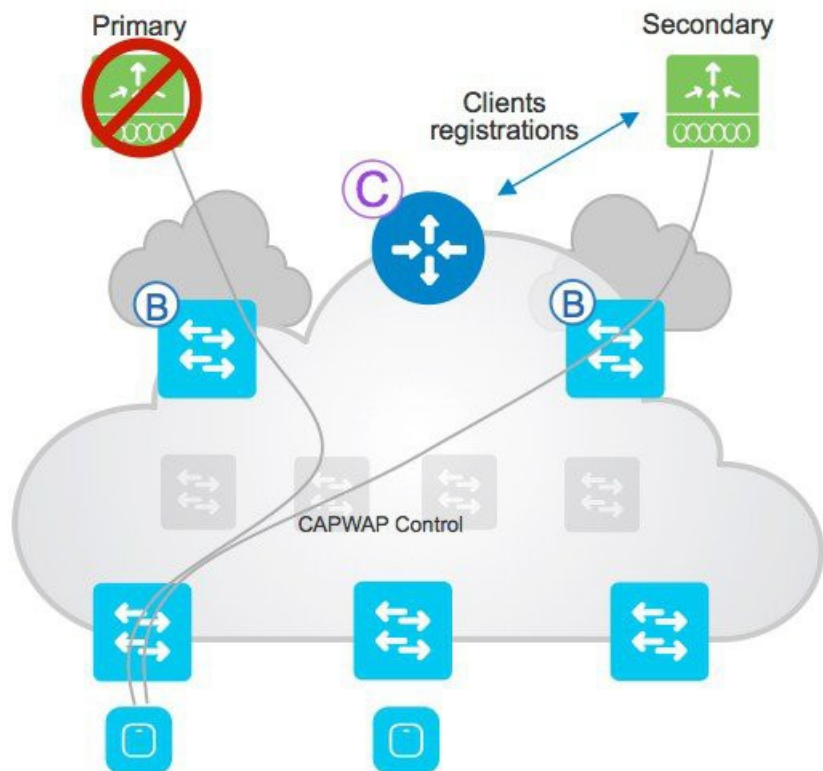 Primary
Secondary
Clients
registrations
C
B
B
CAPWAP Control